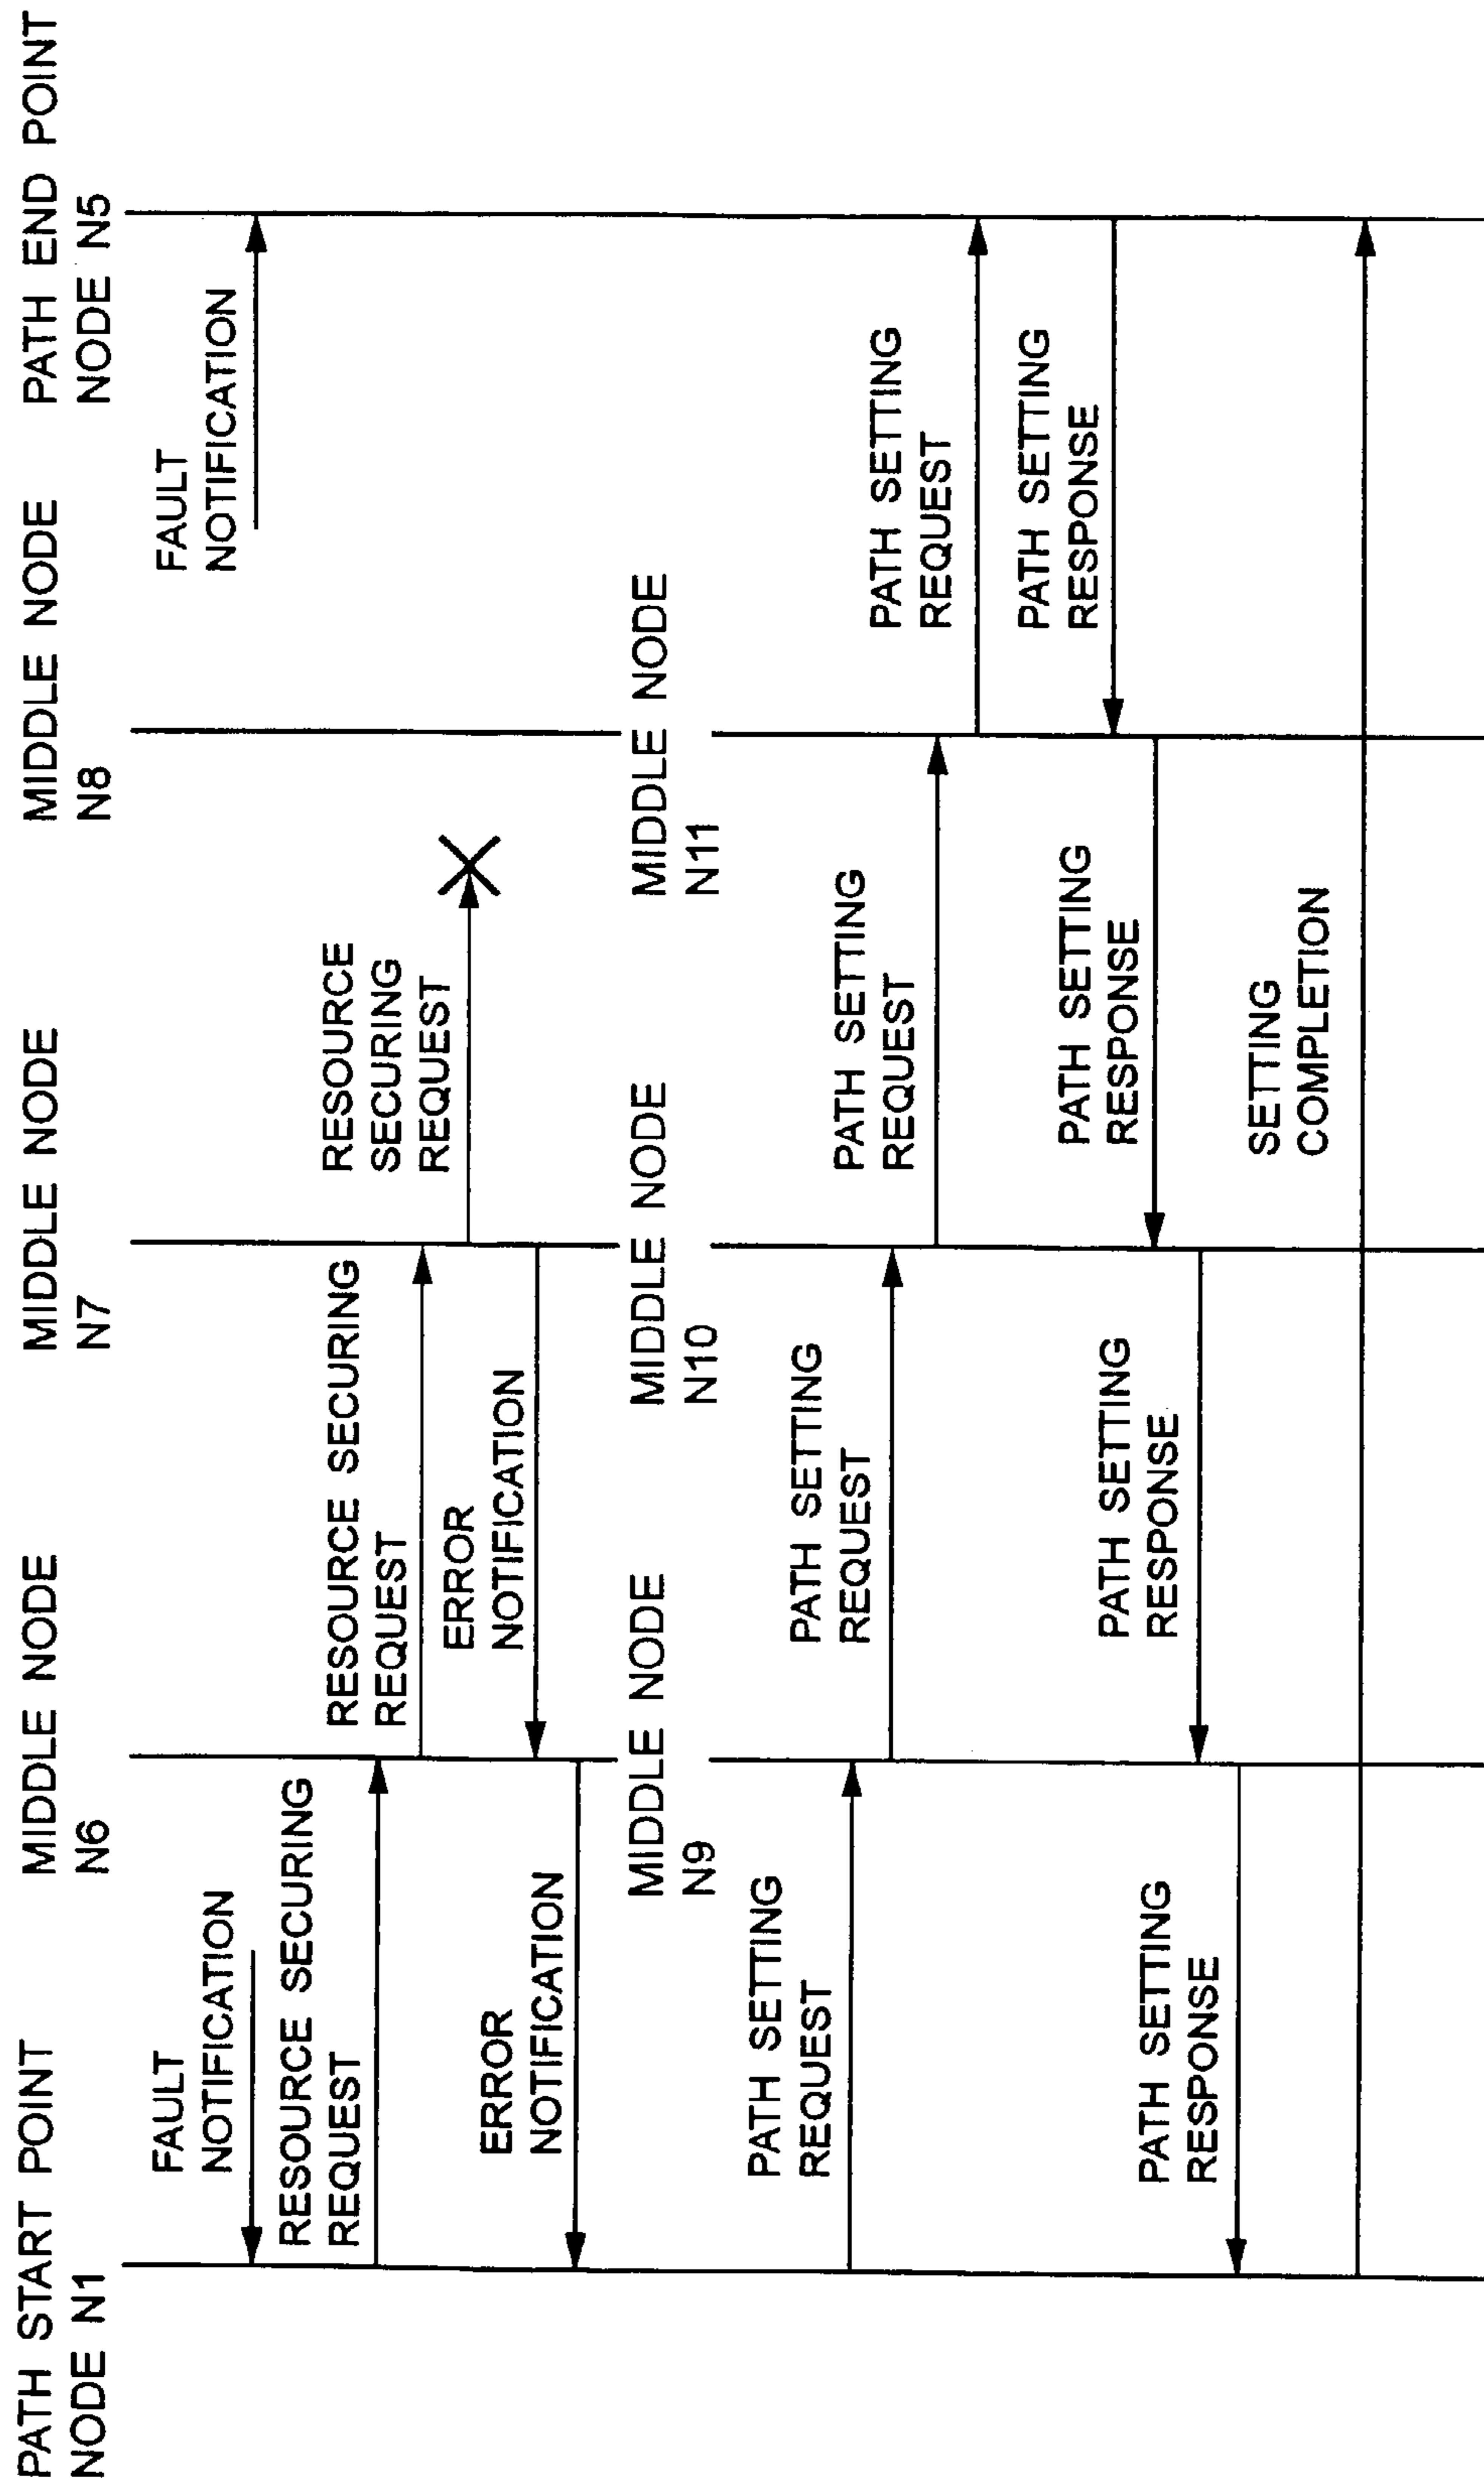 PATH START POINT
NODE N1
MIDDLE NODE
N6
MIDDLE NODE
N7
MIDDLE NODE
N8
PATH END POINT
NODE N5
FAULT
NOTIFICATION
FAULT
NOTIFICATION
RESOURCE SECURING
REQUEST
RESOURCE SECURING
REQUEST
RESOURCE
SECURING
REQUEST
ERROR
NOTIFICATION
ERROR
NOTIFICATION
MIDDLE NODE
N9
MIDDLE NODE
N10
MIDDLE NODE
N11
PATH SETTING
REQUEST
PATH SETTING
REQUEST
PATH SETTING
REQUEST
PATH SETTING
REQUEST
PATH SETTING
RESPONSE
PATH SETTING
RESPONSE
PATH SETTING
RESPONSE
PATH SETTING
RESPONSE
SETTING
COMPLETION